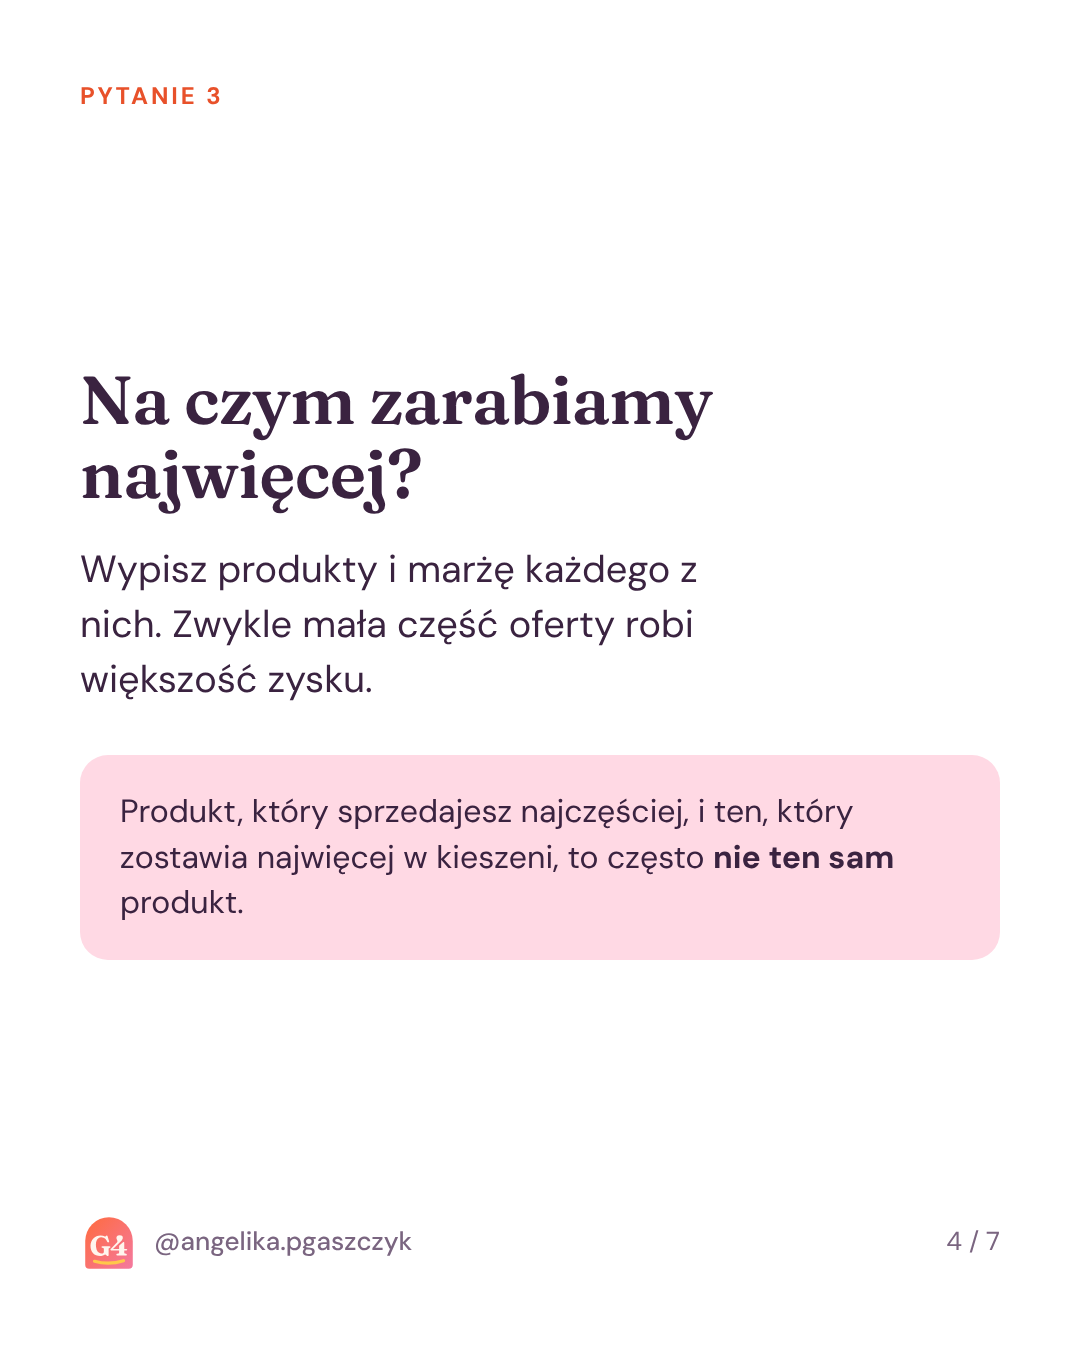 PYTANIE 3
Na czym zarabiamy
najwięcej?
Wypisz produkty i marżę każdego z
nich. Zwykle mała część oferty robi
większość zysku.
Produkt, który sprzedajesz najczęściej, i ten, który
zostawia najwięcej w kieszeni, to często nie ten sam
produkt.
G4
@angelika.pgaszczyk
4 / 7